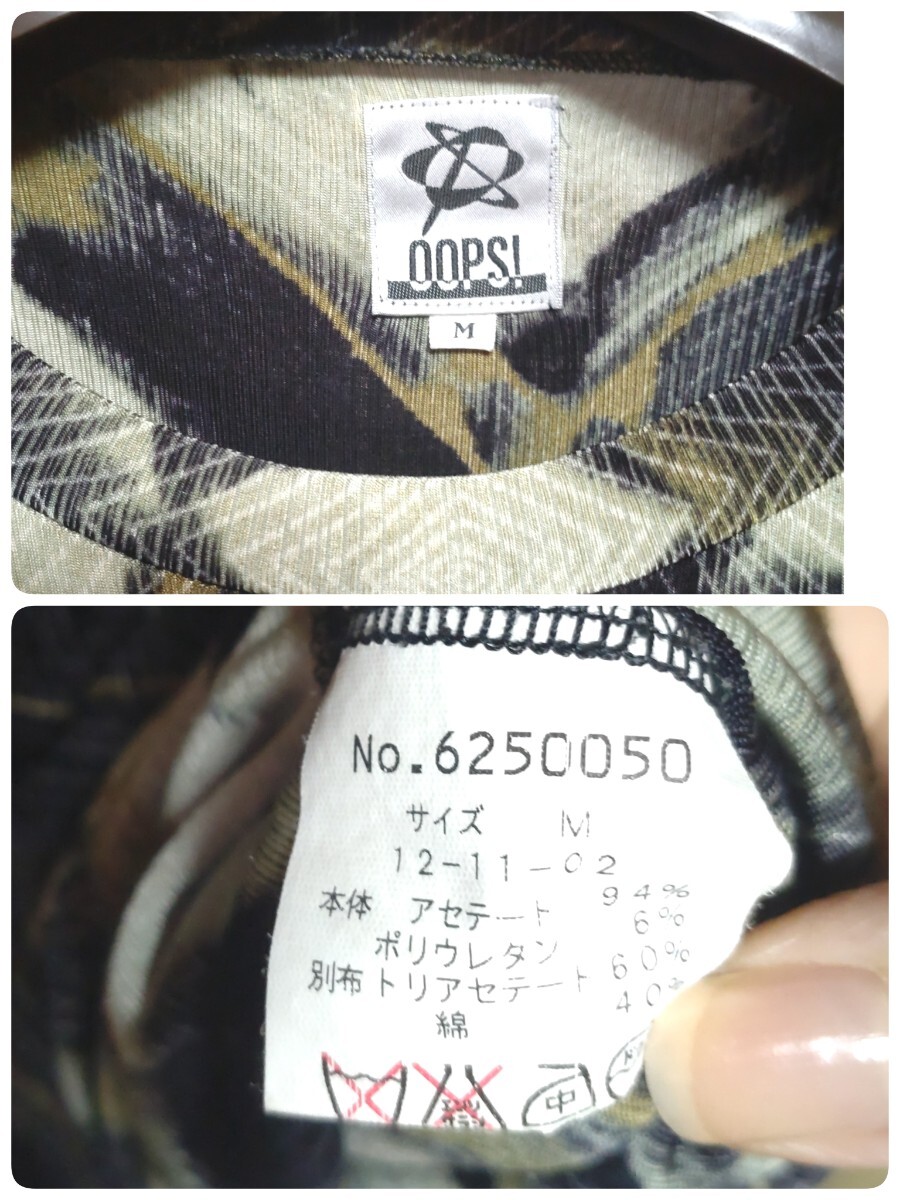 OOPS!
M
No.6250050
サイズ M
12-11-02
本体 アセテート 94%
ポリウレタン 6%
別布 トリアセテート 60%
綿 40%
中